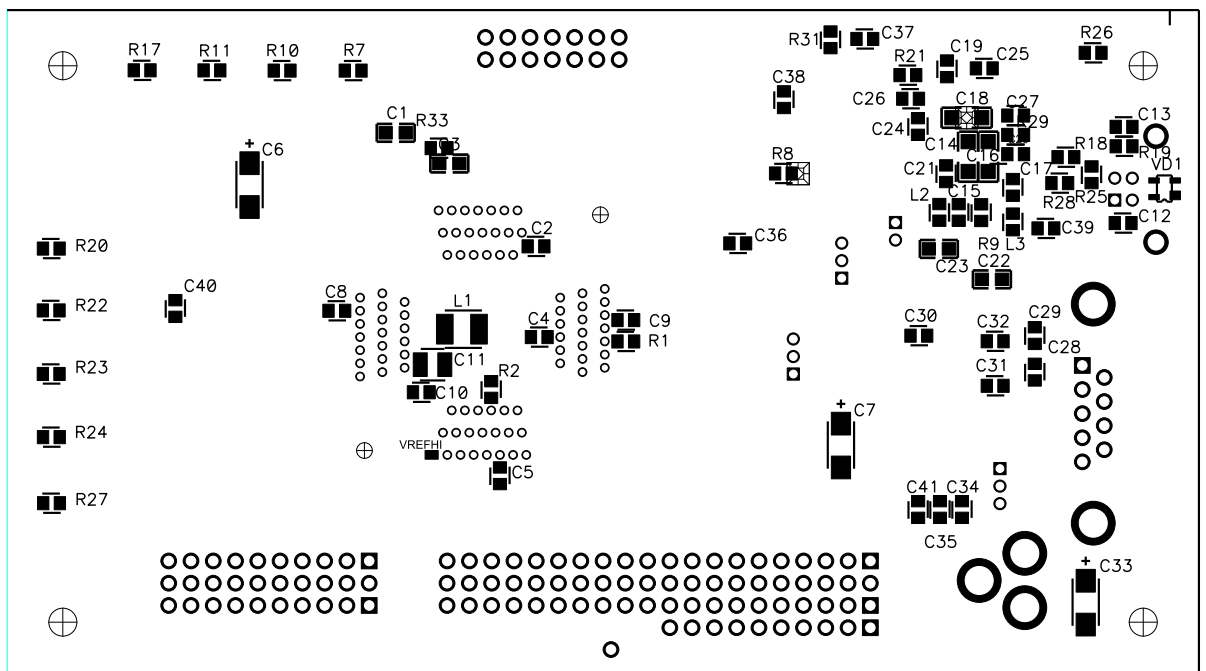 R31 C37 R26
R17 R11 R10 R7
R21 C19 C25
C38
C26 C18 C27
C1 R33 C24 R29 C13
C3 C14
C6 R8 C16 R18 R19
C21 C17 VD1
L2 C15 R28 R25
C2 C36 R9 L3 C39 C12
R20 C23
C22
C40 C8 L1
R22 C4 C9 C30 C32 C29
R1
R23 C11 R2 C31 C28
C10
+ C7
R24 VREFHI
C5
R27 C41 C34
C35
+ C33
+